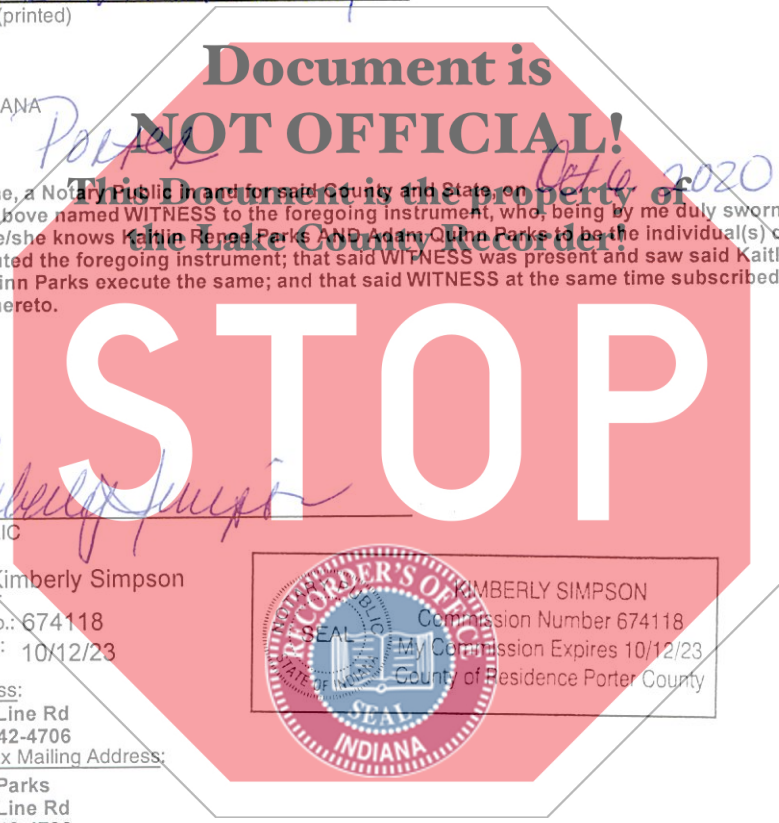 (printed)
Document is
ANA
Porter
NOT OFFICIAL!
e, a Notary Public in and for said County and State, on Oct 6, 2020
This Document is the property of
bove named WITNESS to the foregoing instrument, who, being by me duly sworn
e/she knows Kaitlin Renee Parks AND Adam Quinn Parks to be the individual(s) d
the Lake County Recorder!
uted the foregoing instrument; that said WITNESS was present and saw said Kaitl
inn Parks execute the same; and that said WITNESS at the same time subscribed
hereto.
STOP
berly Simpson
IC
Kimberly Simpson
o.: 674118
: 10/12/23
KIMBERLY SIMPSON
Commission Number 674118
My Commission Expires 10/12/23
County of Residence Porter County
NOTARY PUBLIC
SEAL
STATE OF INDIANA
RECORDER'S OFFICE
SEAL
INDIANA
ss:
Line Rd
42-4706
x Mailing Address:
Parks
Line Rd